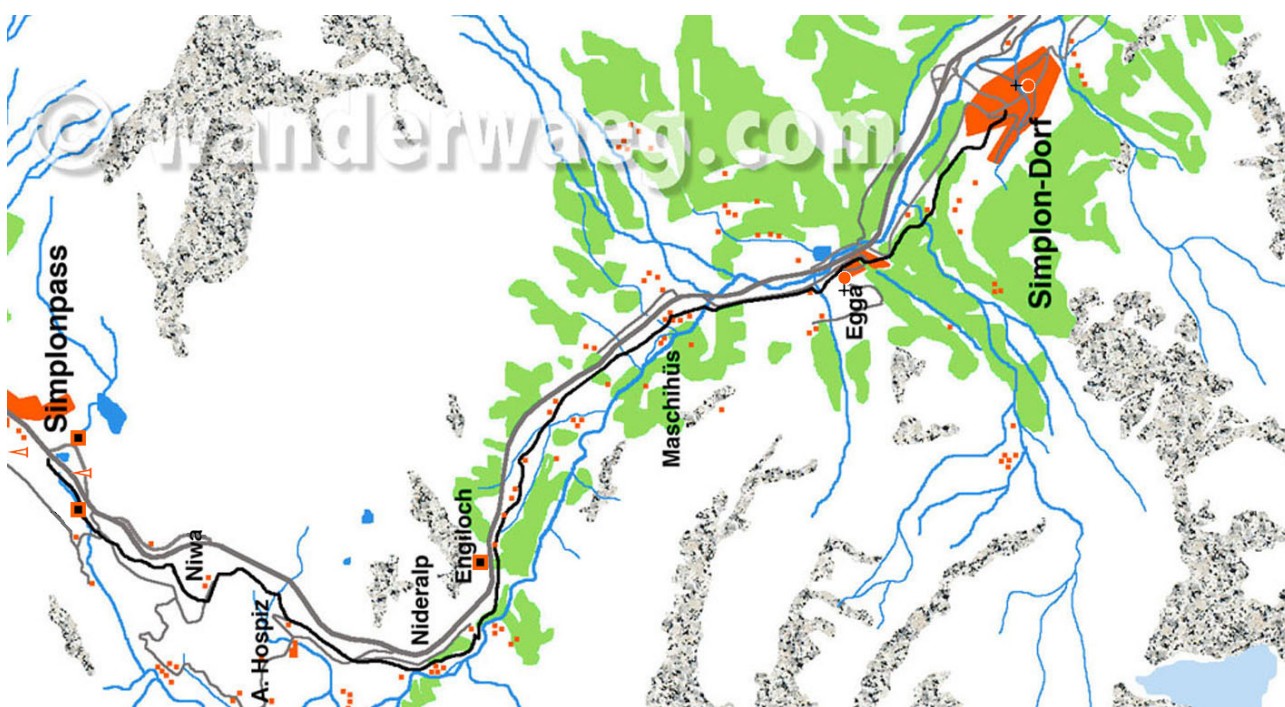 © wanderwaeg.com
Simplonpass
Niwa
A. Hospiz
Nideralp
Engiloch
Maschihüs
Egga
Simplon-Dorf